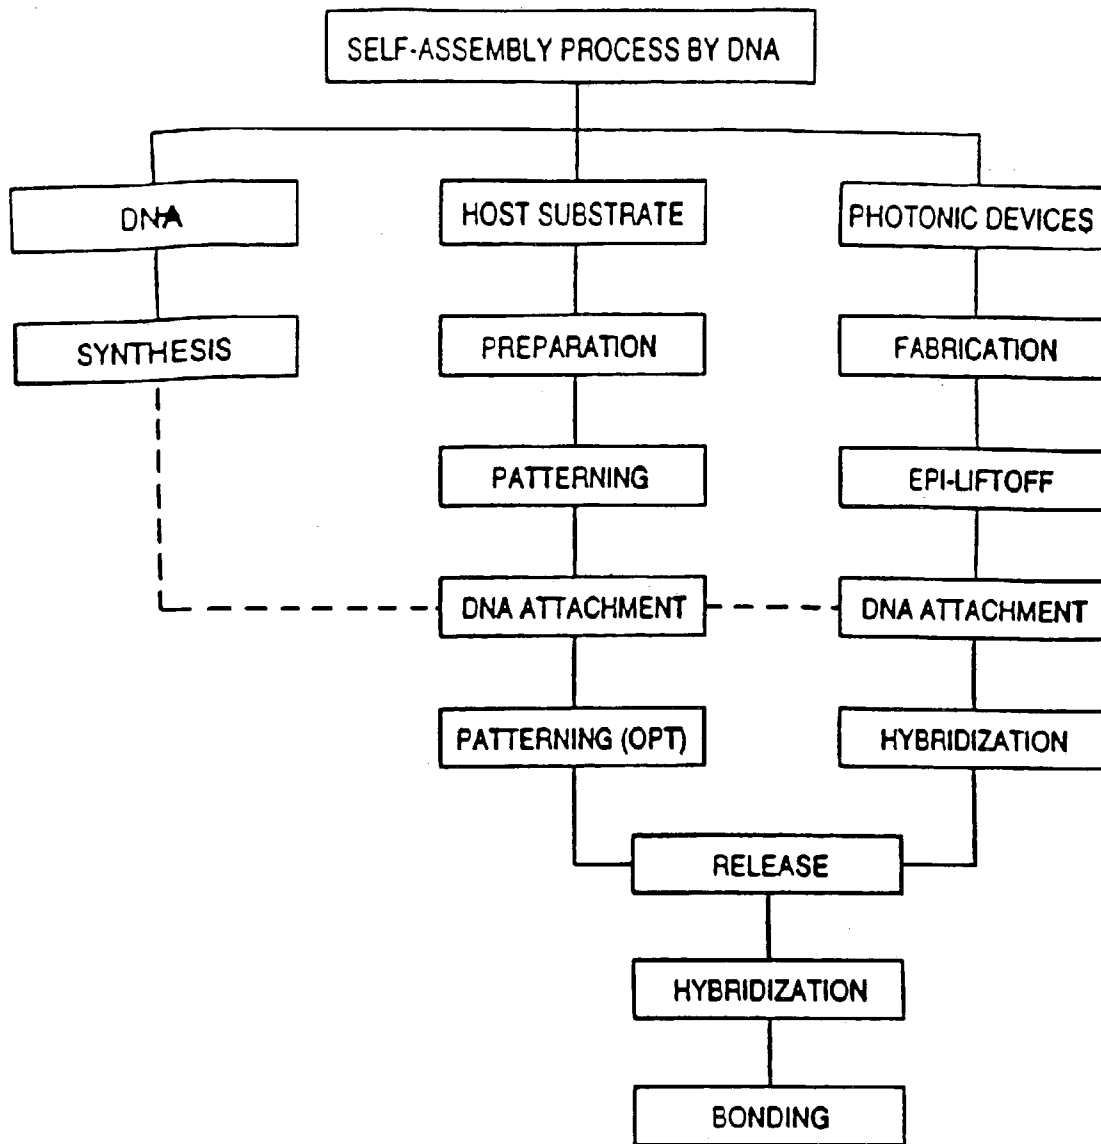 SELF-ASSEMBLY PROCESS BY DNA
DNA
HOST SUBSTRATE
PHOTONIC DEVICES
SYNTHESIS
PREPARATION
FABRICATION
PATTERNING
EPI-LIFTOFF
DNA ATTACHMENT
DNA ATTACHMENT
PATTERNING (OPT)
HYBRIDIZATION
RELEASE
HYBRIDIZATION
BONDING